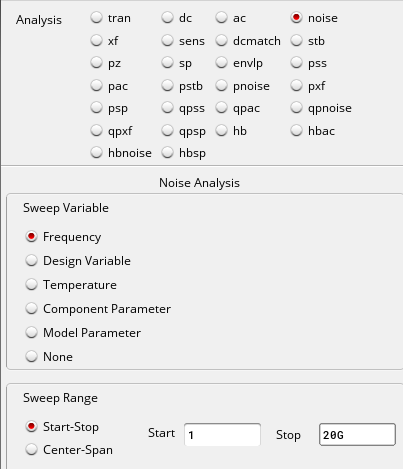 Analysis tran dc ac noise
xf sens dcmatch stb
pz sp envlp pss
pac pstb pnoise pxf
psp qpss qpac qpnoise
qpxf qpsp hb hbac
hbnoise hbsp
Noise Analysis
Sweep Variable
Frequency
Design Variable
Temperature
Component Parameter
Model Parameter
None
Sweep Range
Start-Stop Start 1 Stop 20G
Center-Span